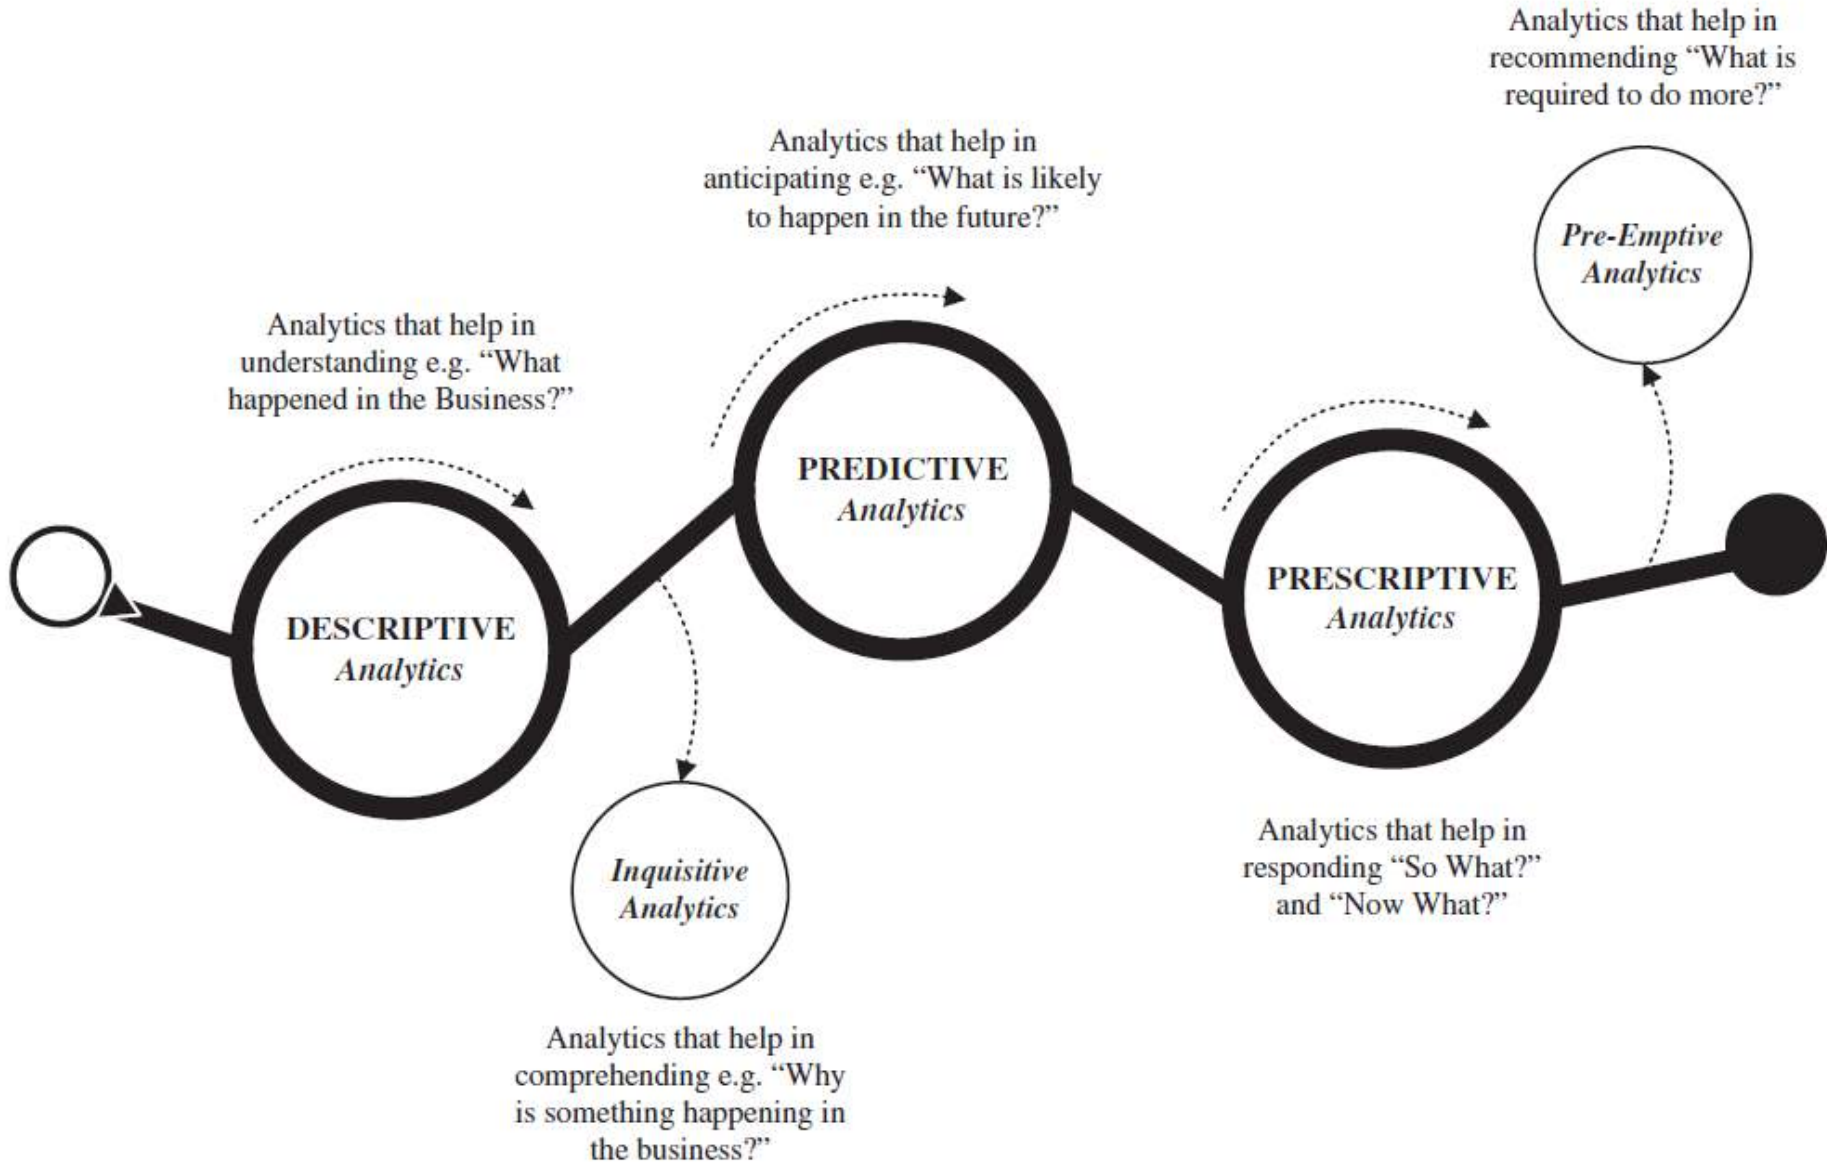 Analytics that help in
understanding e.g. “What
happened in the Business?”
DESCRIPTIVE
Analytics
Inquisitive
Analytics
Analytics that help in
comprehending e.g. “Why
is something happening in
the business?”
Analytics that help in
anticipating e.g. “What is likely
to happen in the future?”
PREDICTIVE
Analytics
PRESCRIPTIVE
Analytics
Analytics that help in
responding “So What?”
and “Now What?”
Analytics that help in
recommending “What is
required to do more?”
Pre-Emptive
Analytics